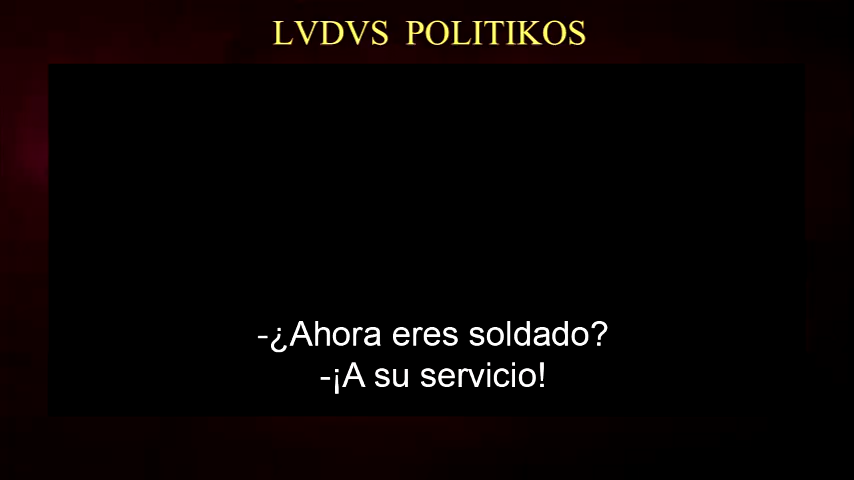 LVDVS POLITIKOS
-¿Ahora eres soldado?
-¡A su servicio!